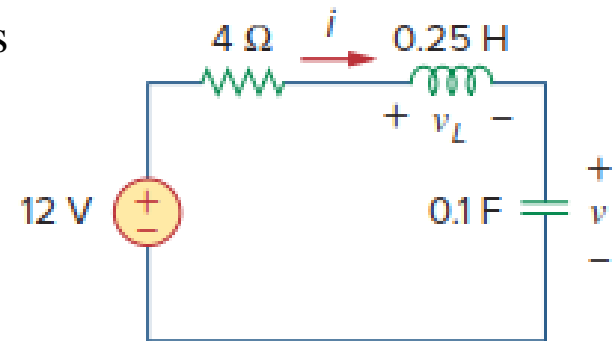 s
4 Ω i 0.25 H
+ v_L −
12 V + − 0.1 F + v −